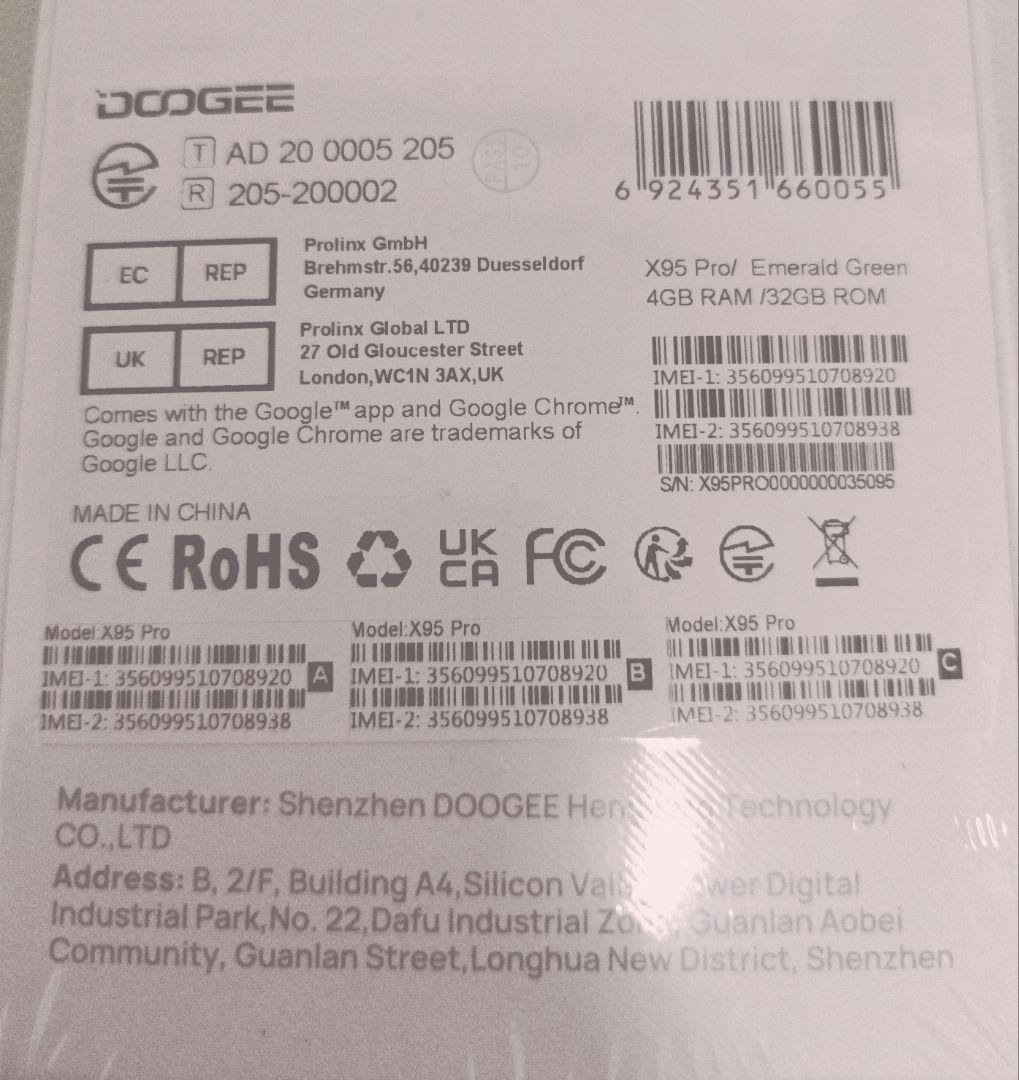 DOOGEE
T AD 20 0005 205
R 205-200002
PASS
10
6 924351 660055
EC REP
Prolinx GmbH
Brehmstr.56,40239 Duesseldorf
Germany
UK REP
Prolinx Global LTD
27 Old Gloucester Street
London,WC1N 3AX,UK
X95 Pro/ Emerald Green
4GB RAM /32GB ROM
IMEI-1: 356099510708920
IMEI-2: 356099510708938
S/N: X95PRO0000000035095
Comes with the Google™ app and Google Chrome™.
Google and Google Chrome are trademarks of
Google LLC.
MADE IN CHINA
CE RoHS UK CA FC
Model:X95 Pro
IMEI-1: 356099510708920
IMEI-2: 356099510708938
A
Model:X95 Pro
IMEI-1: 356099510708920
IMEI-2: 356099510708938
B
Model:X95 Pro
IMEI-1: 356099510708920
IMEI-2: 356099510708938
C
Manufacturer: Shenzhen DOOGEE Technology
CO.,LTD
Address: B, 2/F, Building A4,Silicon Digital
Industrial Park,No. 22,Dafu Industrial Guanlan Aobei
Community, Guanlan Street,Longhua New District, Shenzhen